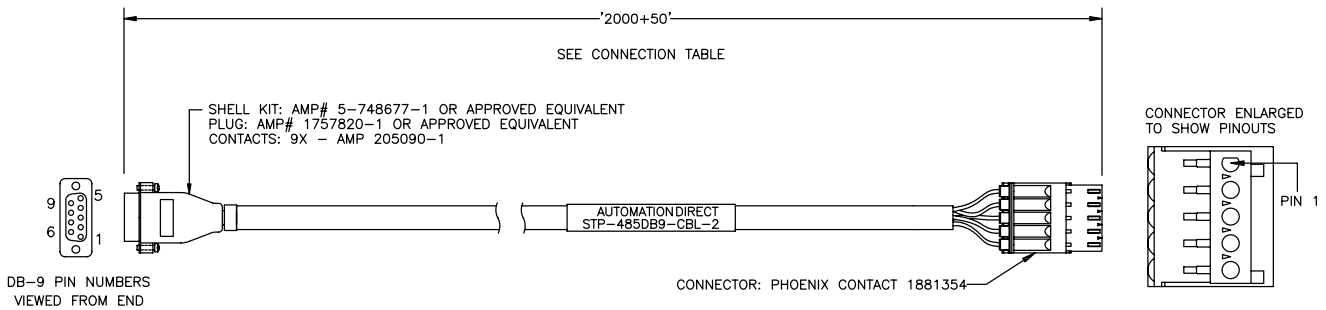 '2000+50'
SEE CONNECTION TABLE
SHELL KIT: AMP# 5-748677-1 OR APPROVED EQUIVALENT
PLUG: AMP# 1757820-1 OR APPROVED EQUIVALENT
CONTACTS: 9X - AMP 205090-1
CONNECTOR ENLARGED
TO SHOW PINOUTS
PIN 1
9
5
6
1
AUTOMATIONDIRECT
STP-485DB9-CBL-2
DB-9 PIN NUMBERS
VIEWED FROM END
CONNECTOR: PHOENIX CONTACT 1881354